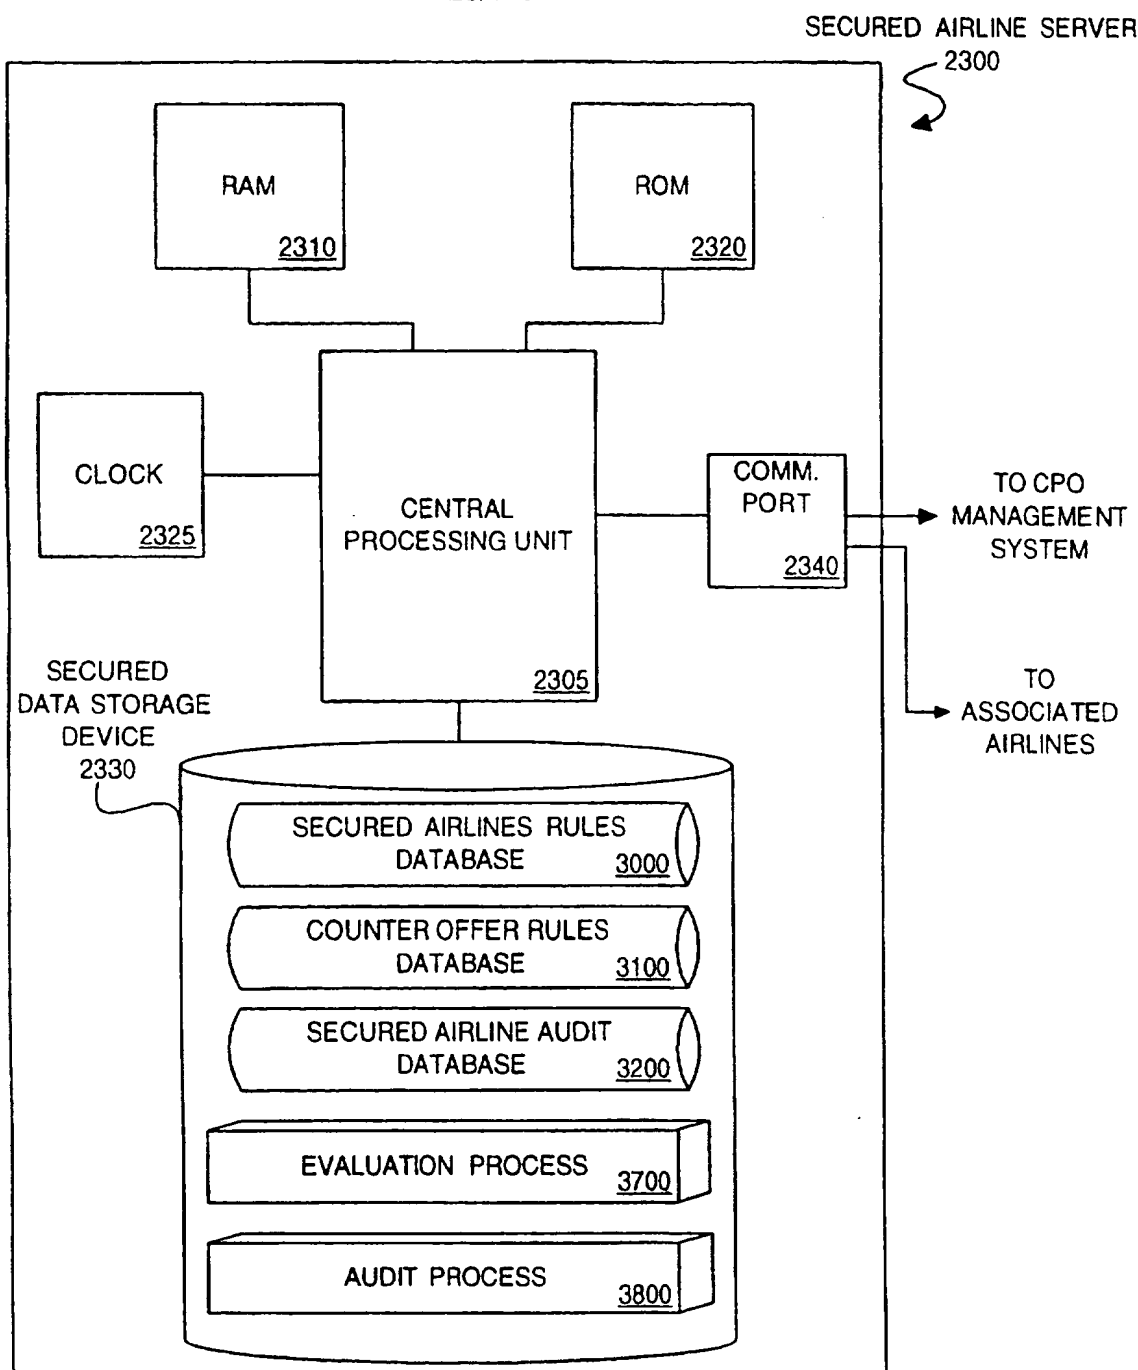 SECURED AIRLINE SERVER
2300
RAM
2310
ROM
2320
CLOCK
2325
CENTRAL
PROCESSING UNIT
2305
COMM.
PORT
2340
TO CPO
MANAGEMENT
SYSTEM
TO
ASSOCIATED
AIRLINES
SECURED
DATA STORAGE
DEVICE
2330
SECURED AIRLINES RULES
DATABASE 3000
COUNTER OFFER RULES
DATABASE 3100
SECURED AIRLINE AUDIT
DATABASE 3200
EVALUATION PROCESS 3700
AUDIT PROCESS 3800